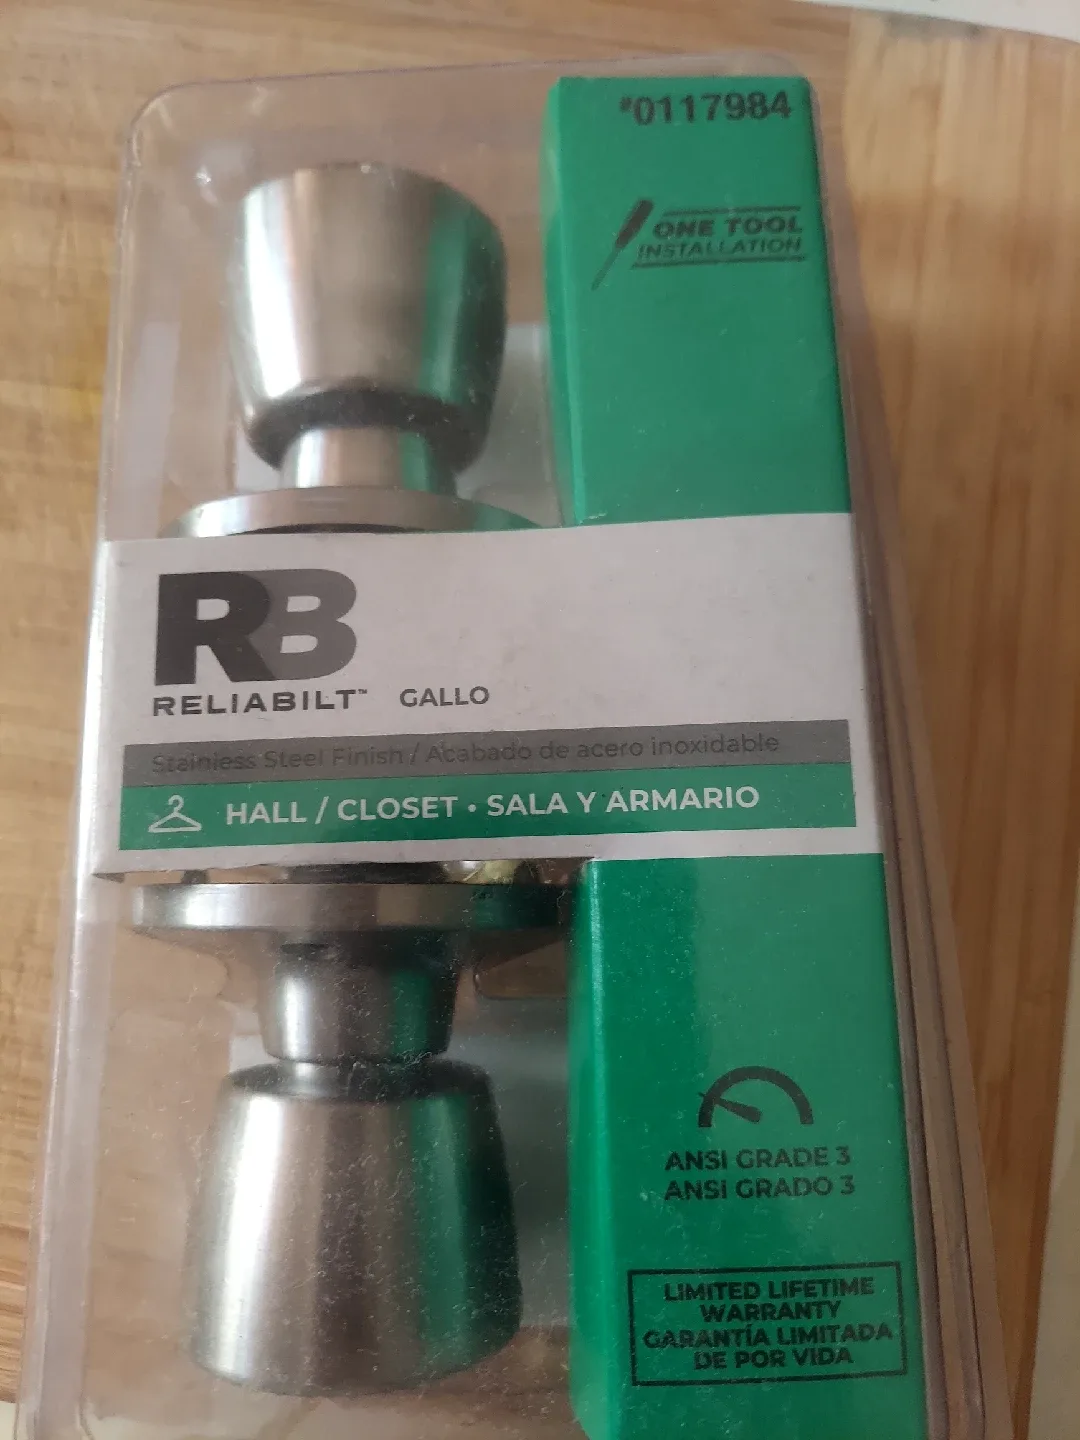 #0117984
ONE TOOL
INSTALLATION
RB
RELIABILT™ GALLO
Stainless Steel Finish / Acabado de acero inoxidable
HALL / CLOSET • SALA Y ARMARIO
ANSI GRADE 3
ANSI GRADO 3
LIMITED LIFETIME
WARRANTY
GARANTÍA LIMITADA
DE POR VIDA